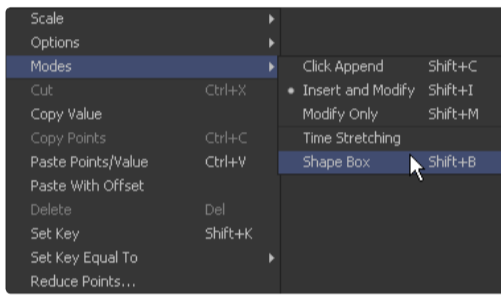 Scale
Options
Modes
Cut Ctrl+X
Copy Value
Copy Points Ctrl+C
Paste Points/Value Ctrl+V
Paste With Offset
Delete Del
Set Key Shift+K
Set Key Equal To
Reduce Points...
Click Append Shift+C
Insert and Modify Shift+I
Modify Only Shift+M
Time Stretching
Shape Box Shift+B